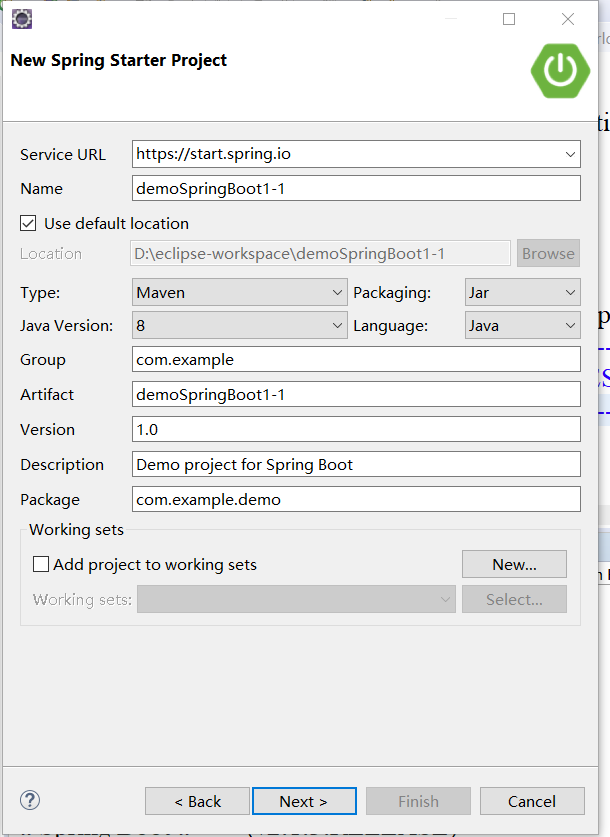 New Spring Starter Project
Service URL https://start.spring.io
Name demoSpringBoot1-1
Use default location
Location D:\eclipse-workspace\demoSpringBoot1-1 Browse
Type: Maven Packaging: Jar
Java Version: 8 Language: Java
Group com.example
Artifact demoSpringBoot1-1
Version 1.0
Description Demo project for Spring Boot
Package com.example.demo
Working sets
Add project to working sets New...
Working sets: Select...
? < Back Next > Finish Cancel